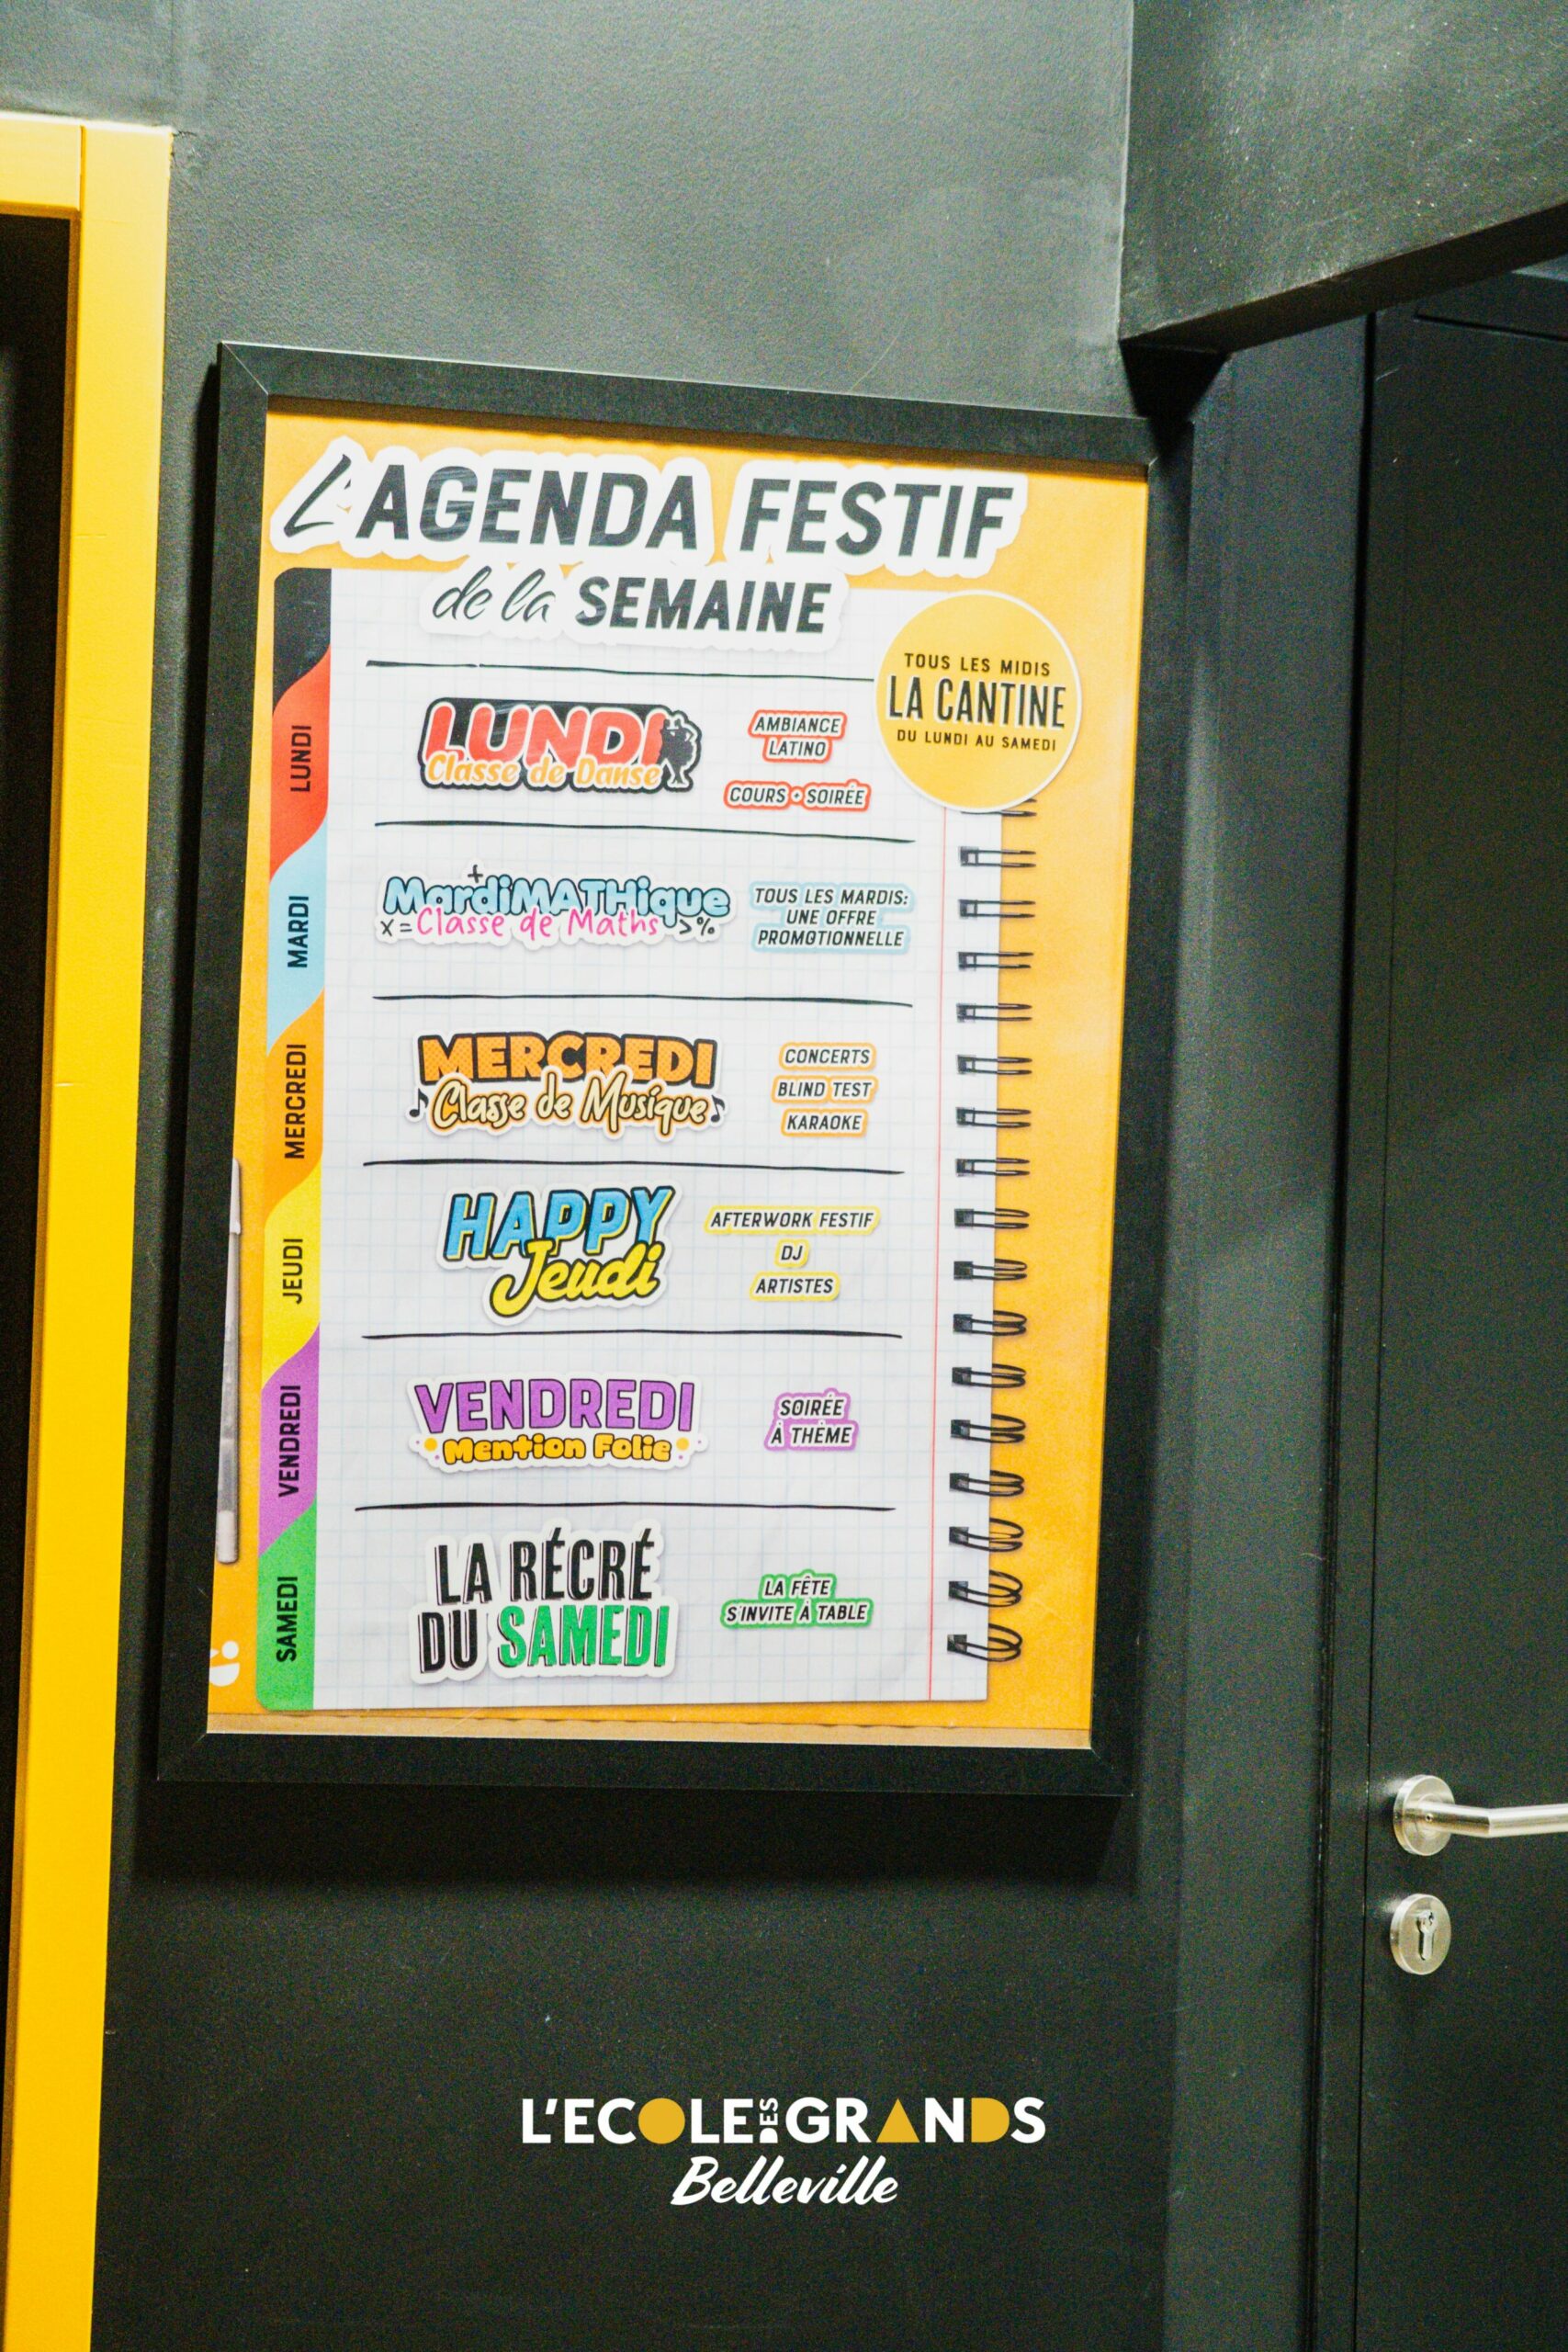 L'AGENDA FESTIF
de la SEMAINE
TOUS LES MIDIS
LA CANTINE
DU LUNDI AU SAMEDI
LUNDI
LUNDI
Classe de Danse
AMBIANCE
LATINO
COURS + SOIRÉE
MARDI
+
MardiMATHique
x = Classe de Maths > %
TOUS LES MARDIS:
UNE OFFRE
PROMOTIONNELLE
MERCREDI
MERCREDI
Classe de Musique
CONCERTS
BLIND TEST
KARAOKE
JEUDI
HAPPY
Jeudi
AFTERWORK FESTIF
DJ
ARTISTES
VENDREDI
VENDREDI
Mention Folie
SOIRÉE
À THÈME
SAMEDI
LA RÉCRÉ
DU SAMEDI
LA FÊTE
S'INVITE À TABLE
L'ECOLE DES GRANDS
Belleville